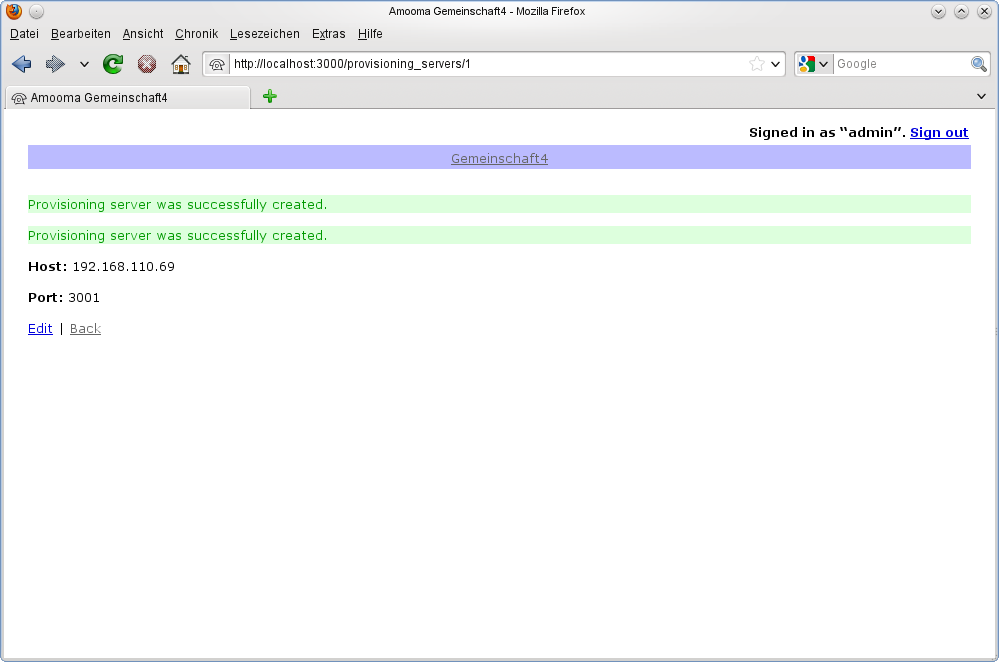 Amooma Gemeinschaft4 - Mozilla Firefox
Datei Bearbeiten Ansicht Chronik Lesezeichen Extras Hilfe
http://localhost:3000/provisioning_servers/1 Google
Amooma Gemeinschaft4
Signed in as “admin”. Sign out
Gemeinschaft4
Provisioning server was successfully created.
Provisioning server was successfully created.
Host: 192.168.110.69
Port: 3001
Edit | Back